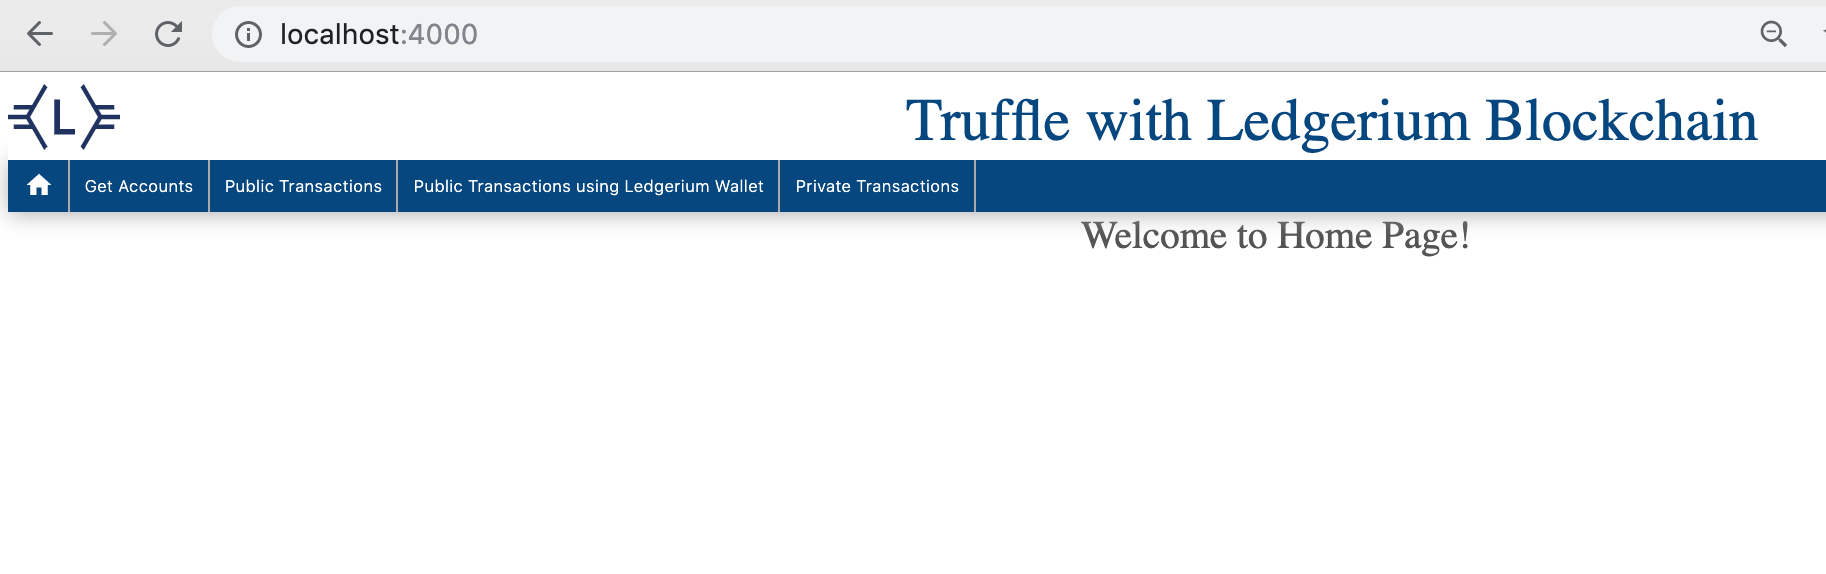 localhost:4000
L
Truffle with Ledgerium Blockchain
Get Accounts Public Transactions Public Transactions using Ledgerium Wallet Private Transactions
Welcome to Home Page!